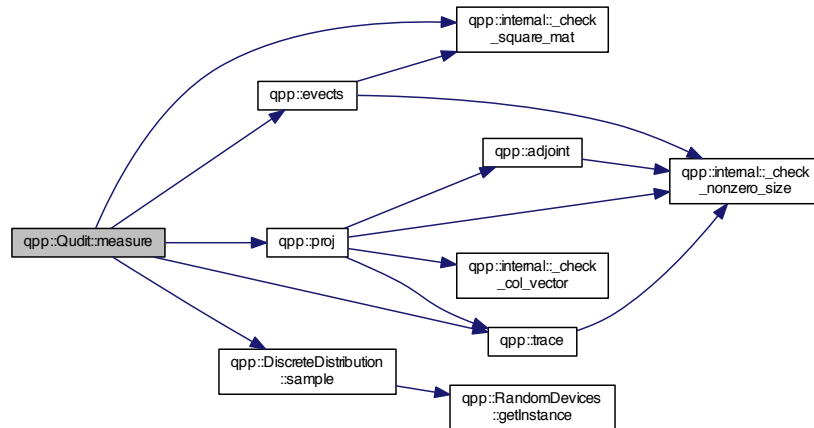 qpp::internal::_check
_square_mat
qpp::evects
qpp::adjoint
qpp::internal::_check
_nonzero_size
qpp::Qudit::measure
qpp::proj
qpp::internal::_check
_col_vector
qpp::trace
qpp::DiscreteDistribution
::sample
qpp::RandomDevices
::getInstance